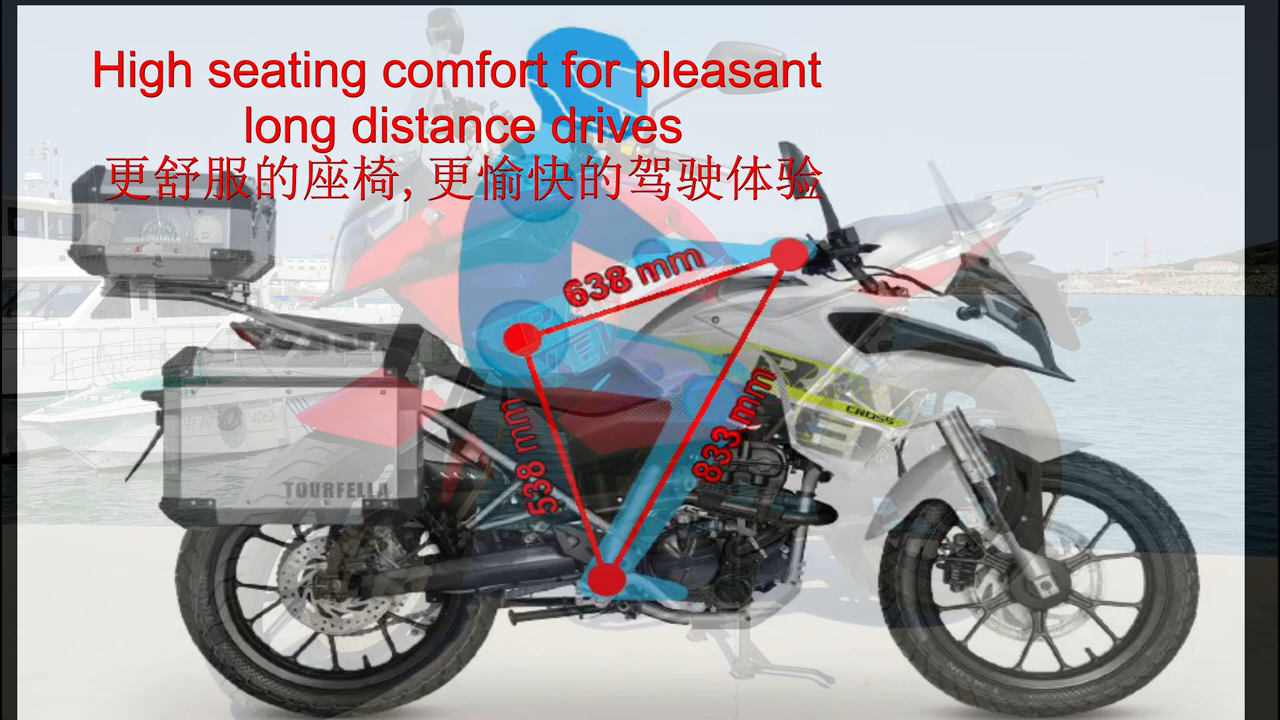 High seating comfort for pleasant
long distance drives
更舒服的座椅, 更愉快的驾驶体验
638 mm
538 mm
833 mm
CROSS
TOURFELLA